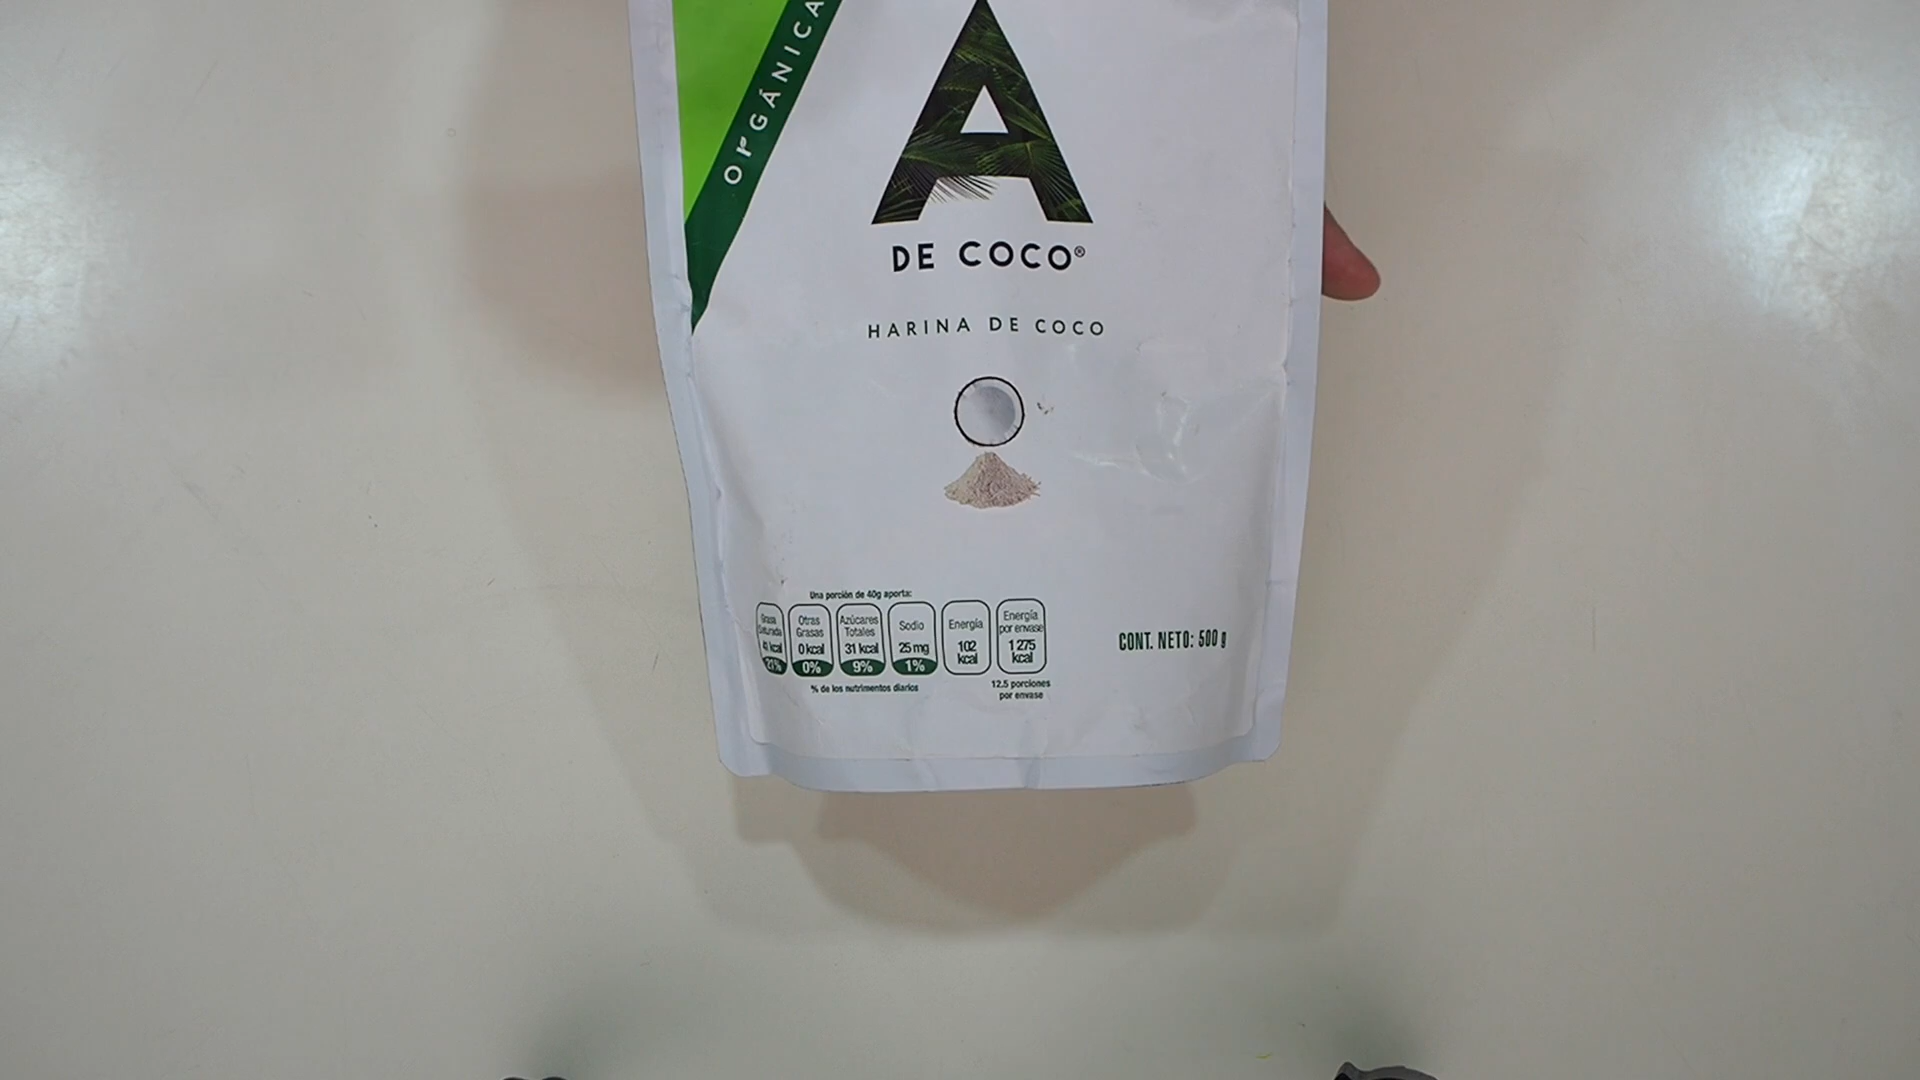 ORGÁNICA
A
DE COCO®
HARINA DE COCO
Una porción de 40g aporta:
Grasa
Saturada
41 kcal
21%
Otras
Grasas
0 kcal
0%
Azúcares
Totales
31 kcal
9%
Sodio
25 mg
1%
Energía
102
kcal
Energía
por envase
1 275
kcal
% de los nutrimentos diarios
12.5 porciones
por envase
CONT. NETO: 500 g